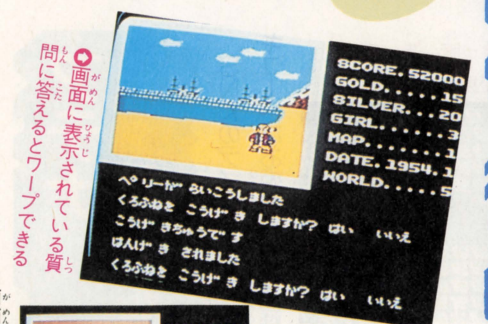 ➡画面に表示されている質
問に答えるとワープできる
SCORE.52000
GOLD.....15
SILVER...20
GIRL......3
MAP.......1
DATE.1954.1
WORLD.....5
ペリーが らいこうしました
くろふねを こうげき しますか? はい いいえ
こうげきちゅうです
はんげき されました
くろふねを こうげき しますか? はい いいえ